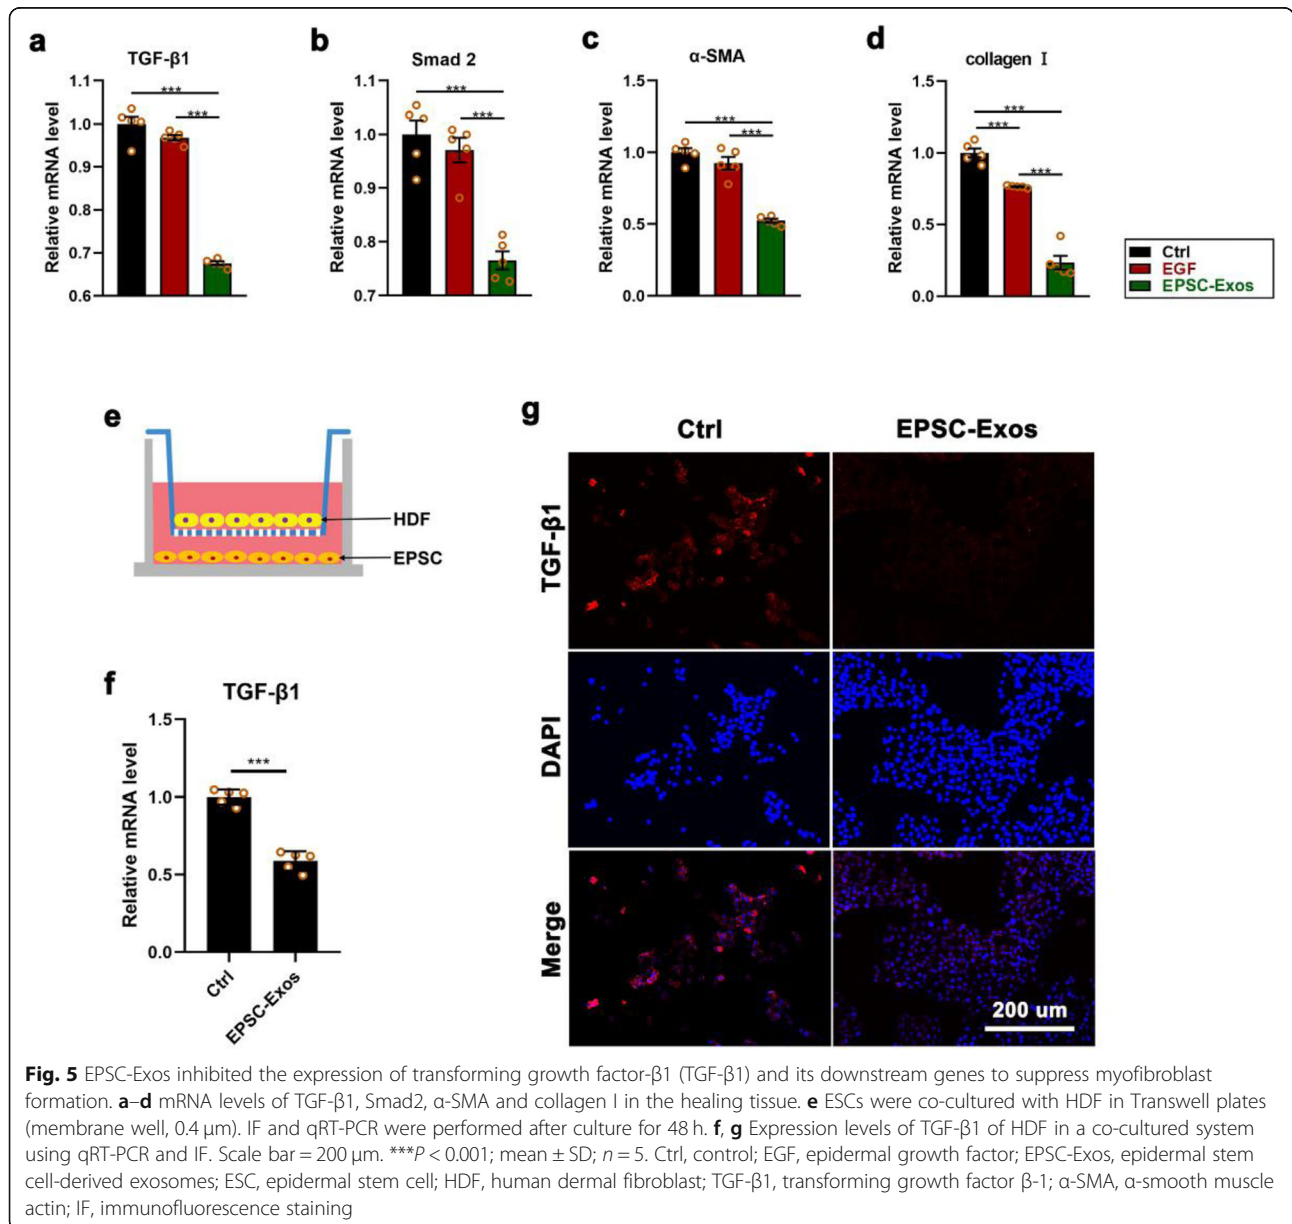 a
TGF-β1
Relative mRNA level
1.1
1.0
0.9
0.8
0.7
0.6
***
***
b
Smad 2
Relative mRNA level
1.1
1.0
0.9
0.8
0.7
***
***
c
α-SMA
Relative mRNA level
1.5
1.0
0.5
0.0
***
***
d
collagen Ⅰ
Relative mRNA level
1.5
1.0
0.5
0.0
***
***
***
Ctrl
EGF
EPSC-Exos
e
HDF
EPSC
f
TGF-β1
Relative mRNA level
1.5
1.0
0.5
0.0
***
Ctrl
EPSC-Exos
g
Ctrl
EPSC-Exos
TGF-β1
DAPI
Merge
200 um
Fig. 5 EPSC-Exos inhibited the expression of transforming growth factor-β1 (TGF-β1) and its downstream genes to suppress myofibroblast
formation. a–d mRNA levels of TGF-β1, Smad2, α-SMA and collagen I in the healing tissue. e ESCs were co-cultured with HDF in Transwell plates
(membrane well, 0.4 μm). IF and qRT-PCR were performed after culture for 48 h. f, g Expression levels of TGF-β1 of HDF in a co-cultured system
using qRT-PCR and IF. Scale bar = 200 μm. ***P < 0.001; mean ± SD; n = 5. Ctrl, control; EGF, epidermal growth factor; EPSC-Exos, epidermal stem
cell-derived exosomes; ESC, epidermal stem cell; HDF, human dermal fibroblast; TGF-β1, transforming growth factor β-1; α-SMA, α-smooth muscle
actin; IF, immunofluorescence staining